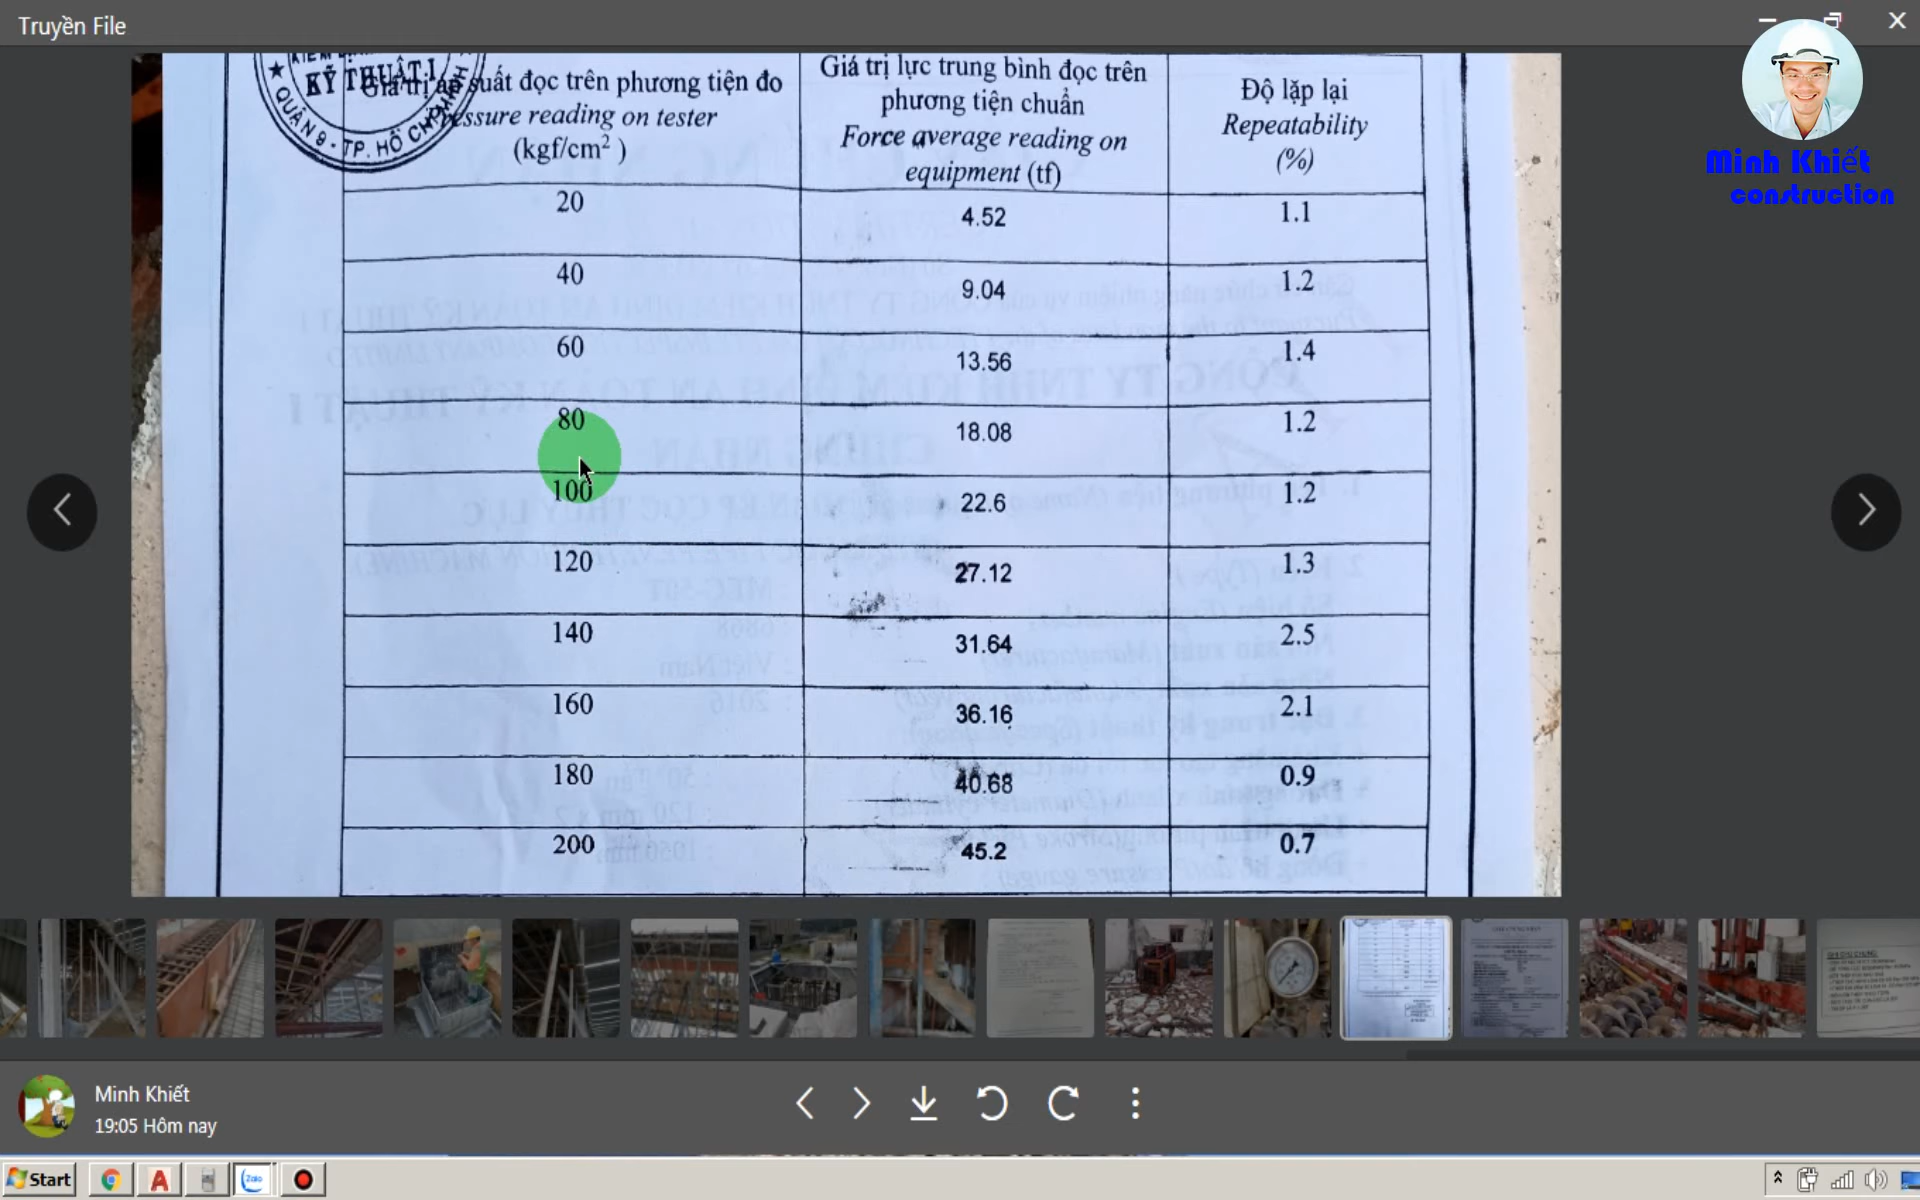 Truyền File
Minh Khiết
construction
KỸ THUẬT I
QUẬN 9 - TP. HỒ CHÍ MINH
Giá trị áp suất đọc trên phương tiện đo
Pressure reading on tester
(kgf/cm² )
Giá trị lực trung bình đọc trên
phương tiện chuẩn
Force average reading on
equipment (tf)
Độ lặp lại
Repeatability
(%)
20 4.52 1.1
40 9.04 1.2
60 13.56 1.4
80 18.08 1.2
100 22.6 1.2
120 27.12 1.3
140 31.64 2.5
160 36.16 2.1
180 40.68 0.9
200 45.2 0.7
Minh Khiết
19:05 Hôm nay
Start
Zalo